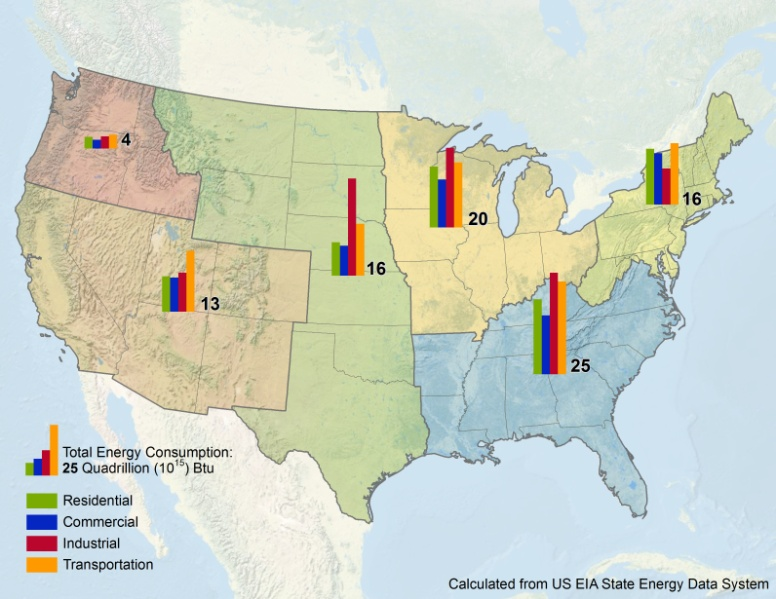 4
16
20
16
13
25
Total Energy Consumption:
25 Quadrillion (10¹⁵) Btu
Residential
Commercial
Industrial
Transportation
Calculated from US EIA State Energy Data System